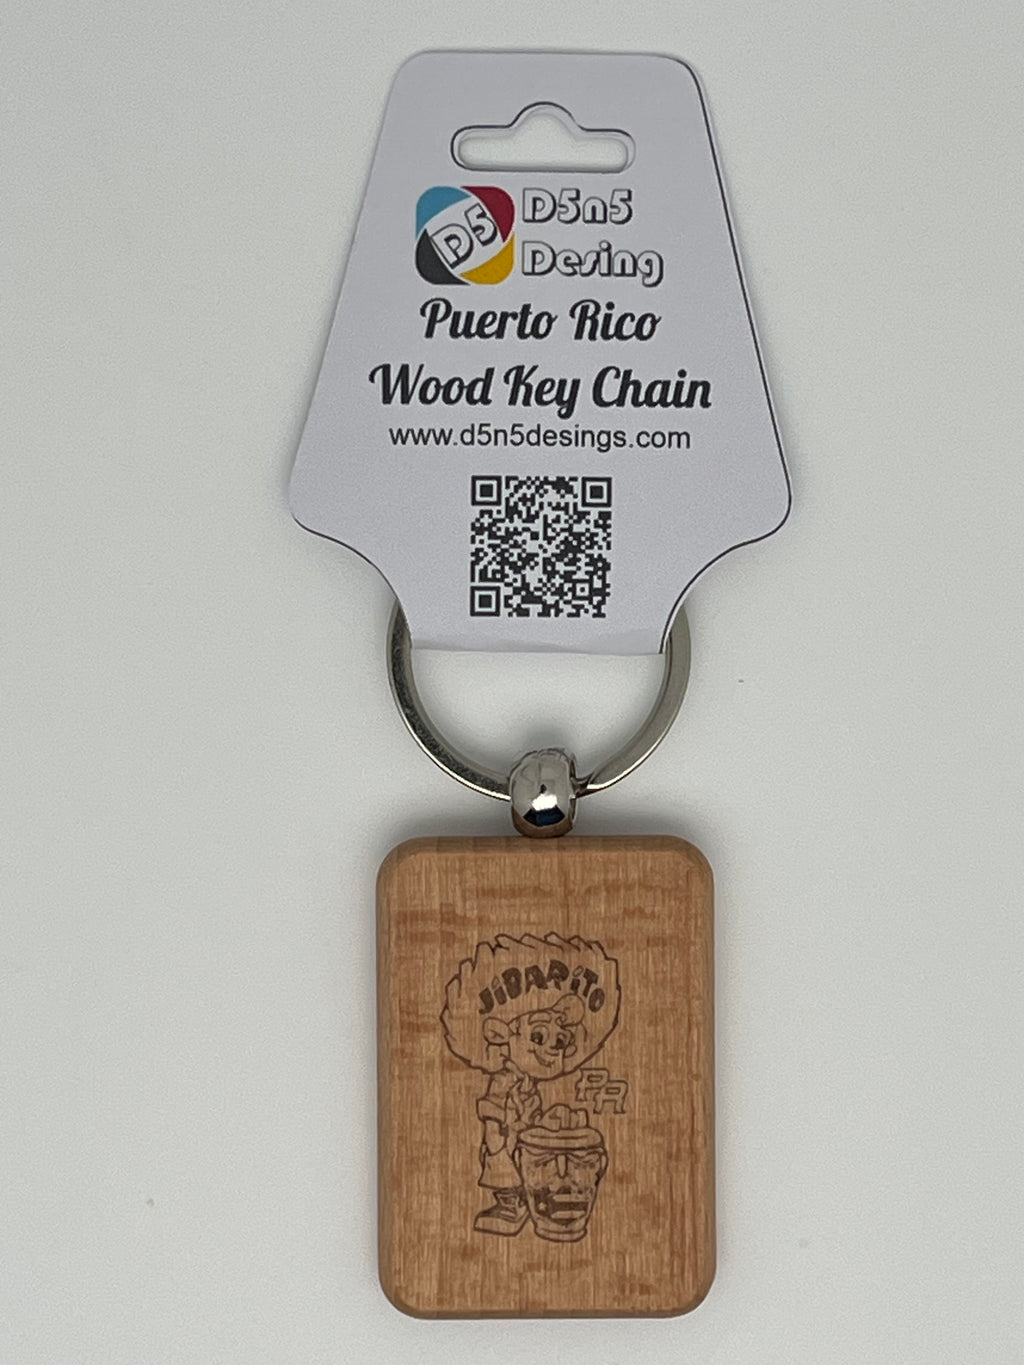 D5
D5n5
Desing
Puerto Rico
Wood Key Chain
www.d5n5desings.com
JiBARiTO
PR